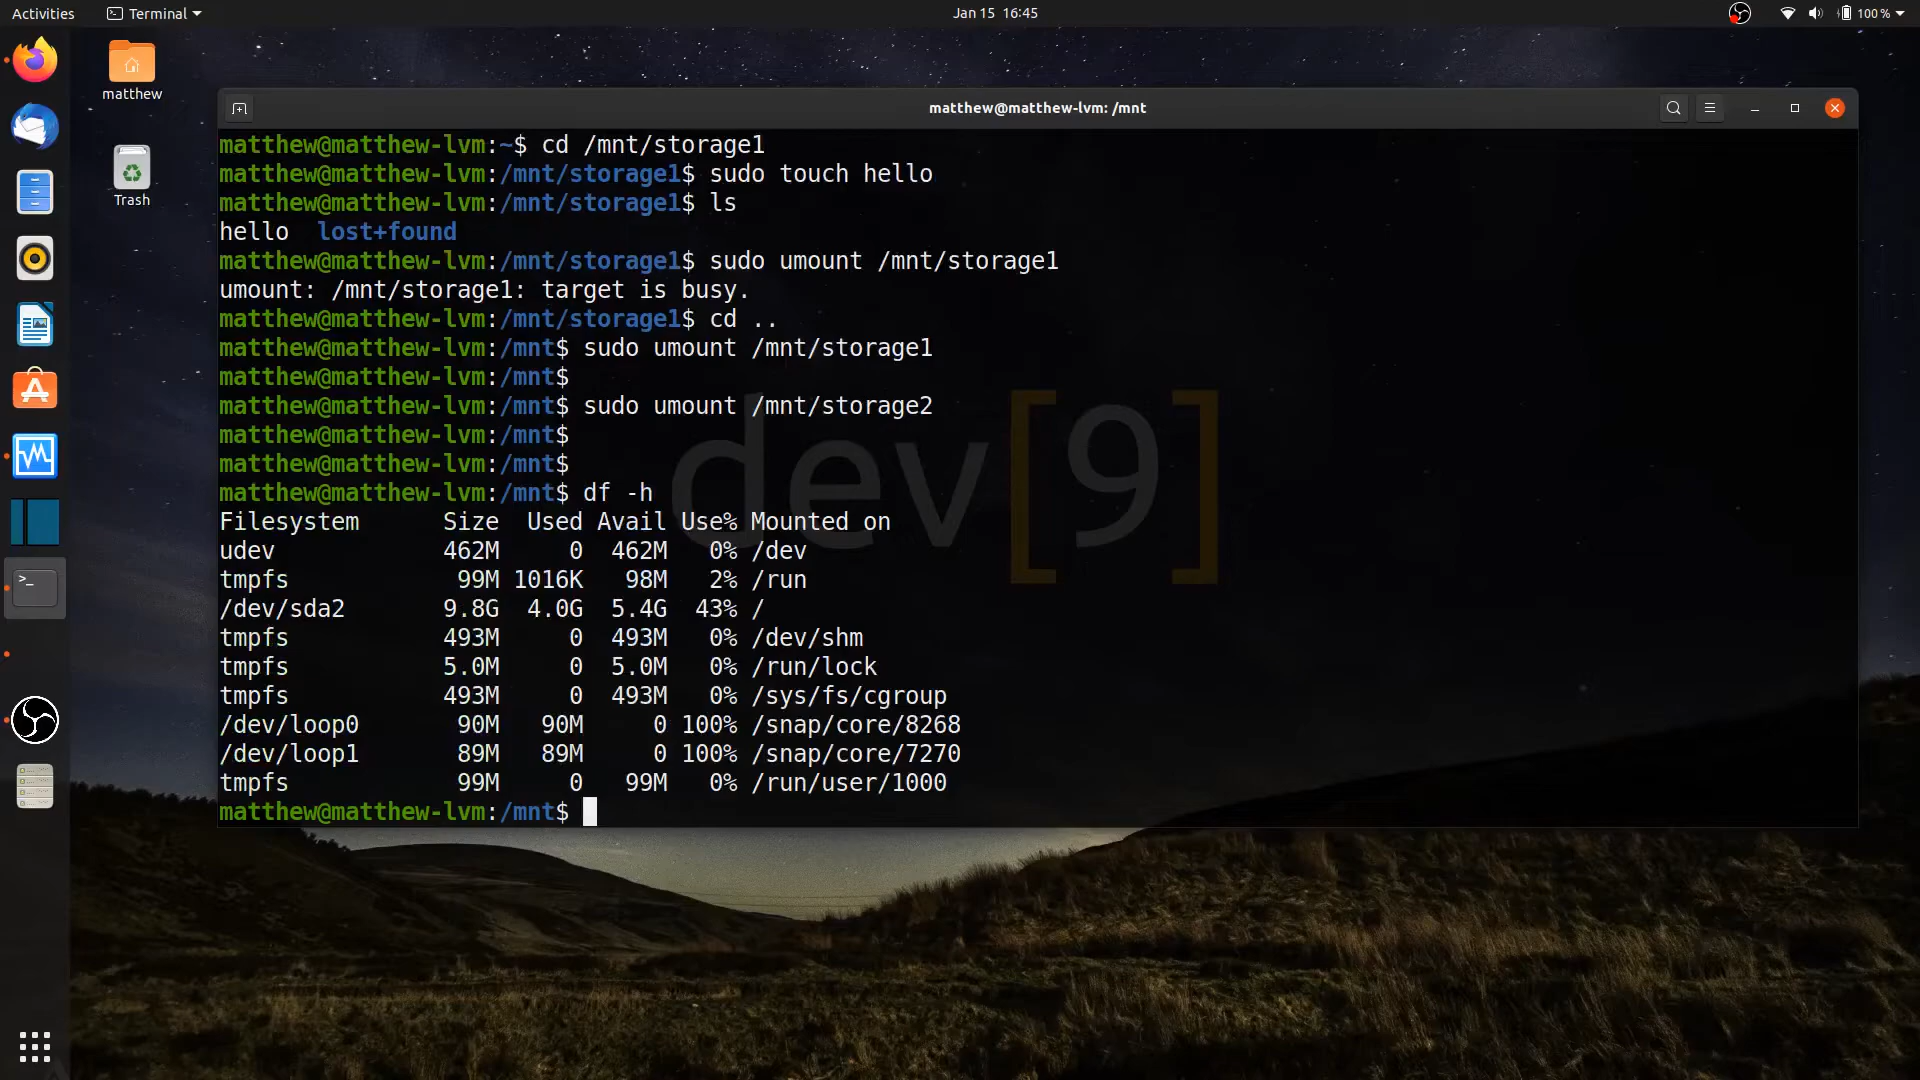 Activities
Terminal
Jan 15 16:45
100 %
matthew
Trash
matthew@matthew-lvm: /mnt
matthew@matthew-lvm:~$ cd /mnt/storage1
matthew@matthew-lvm:/mnt/storage1$ sudo touch hello
matthew@matthew-lvm:/mnt/storage1$ ls
hello  lost+found
matthew@matthew-lvm:/mnt/storage1$ sudo umount /mnt/storage1
umount: /mnt/storage1: target is busy.
matthew@matthew-lvm:/mnt/storage1$ cd ..
matthew@matthew-lvm:/mnt$ sudo umount /mnt/storage1
matthew@matthew-lvm:/mnt$
matthew@matthew-lvm:/mnt$ sudo umount /mnt/storage2
matthew@matthew-lvm:/mnt$
matthew@matthew-lvm:/mnt$
matthew@matthew-lvm:/mnt$ df -h
Filesystem      Size  Used Avail Use% Mounted on
udev            462M     0  462M   0% /dev
tmpfs            99M 1016K   98M   2% /run
/dev/sda2       9.8G  4.0G  5.4G  43% /
tmpfs           493M     0  493M   0% /dev/shm
tmpfs           5.0M     0  5.0M   0% /run/lock
tmpfs           493M     0  493M   0% /sys/fs/cgroup
/dev/loop0       90M   90M     0 100% /snap/core/8268
/dev/loop1       89M   89M     0 100% /snap/core/7270
tmpfs            99M     0   99M   0% /run/user/1000
matthew@matthew-lvm:/mnt$
dev[9]